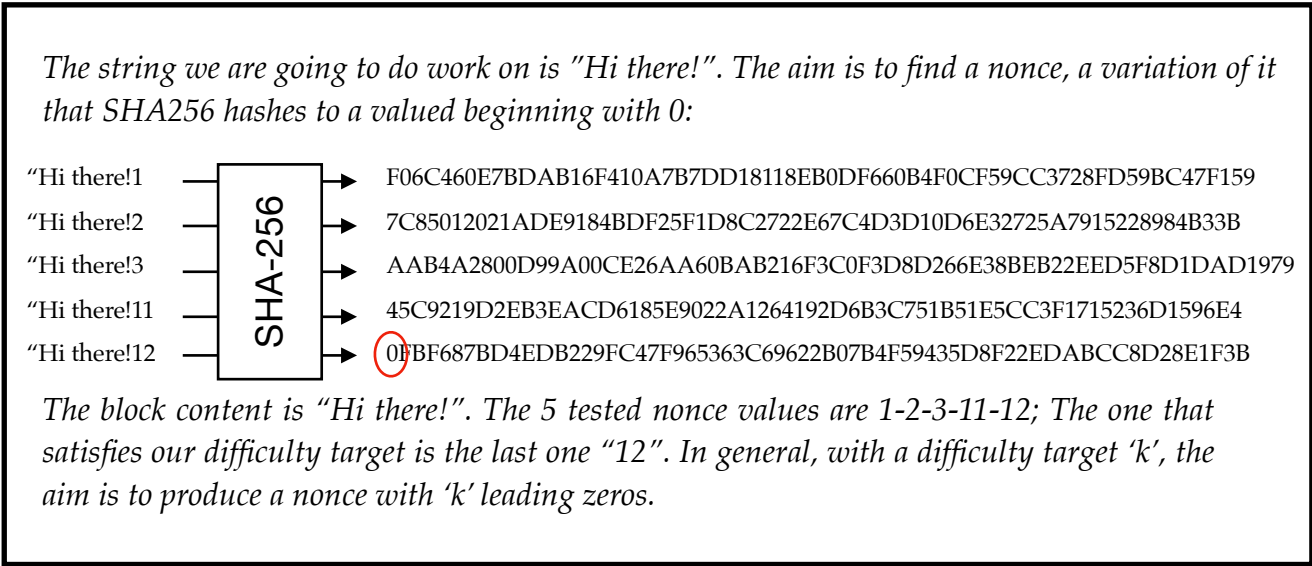 The string we are going to do work on is "Hi there!". The aim is to find a nonce, a variation of it
that SHA256 hashes to a valued beginning with 0:
“Hi there!1 F06C460E7BDAB16F410A7B7DD18118EB0DF660B4F0CF59CC3728FD59BC47F159
“Hi there!2 7C85012021ADE9184BDF25F1D8C2722E67C4D3D10D6E32725A7915228984B33B
“Hi there!3 AAB4A2800D99A00CE26AA60BAB216F3C0F3D8D266E38BEB22EED5F8D1DAD1979
“Hi there!11 45C9219D2EB3EACD6185E9022A1264192D6B3C751B51E5CC3F1715236D1596E4
“Hi there!12 0FBF687BD4EDB229FC47F965363C69622B07B4F59435D8F22EDABCC8D28E1F3B
SHA-256
The block content is “Hi there!”. The 5 tested nonce values are 1-2-3-11-12; The one that
satisfies our difficulty target is the last one “12”. In general, with a difficulty target ‘k’, the
aim is to produce a nonce with ‘k’ leading zeros.